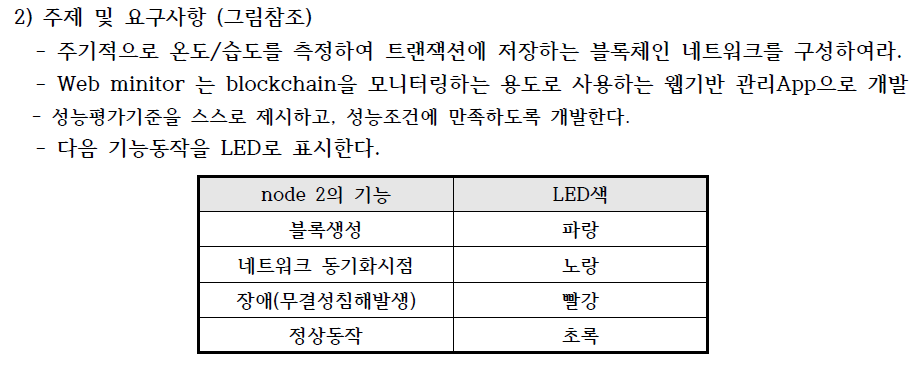 2) 주제 및 요구사항 (그림참조)
- 주기적으로 온도/습도를 측정하여 트랜잭션에 저장하는 블록체인 네트워크를 구성하여라.
- Web minitor 는 blockchain을 모니터링하는 용도로 사용하는 웹기반 관리App으로 개발
- 성능평가기준을 스스로 제시하고, 성능조건에 만족하도록 개발한다.
- 다음 기능동작을 LED로 표시한다.
node 2의 기능 LED색
블록생성 파랑
네트워크 동기화시점 노랑
장애(무결성침해발생) 빨강
정상동작 초록